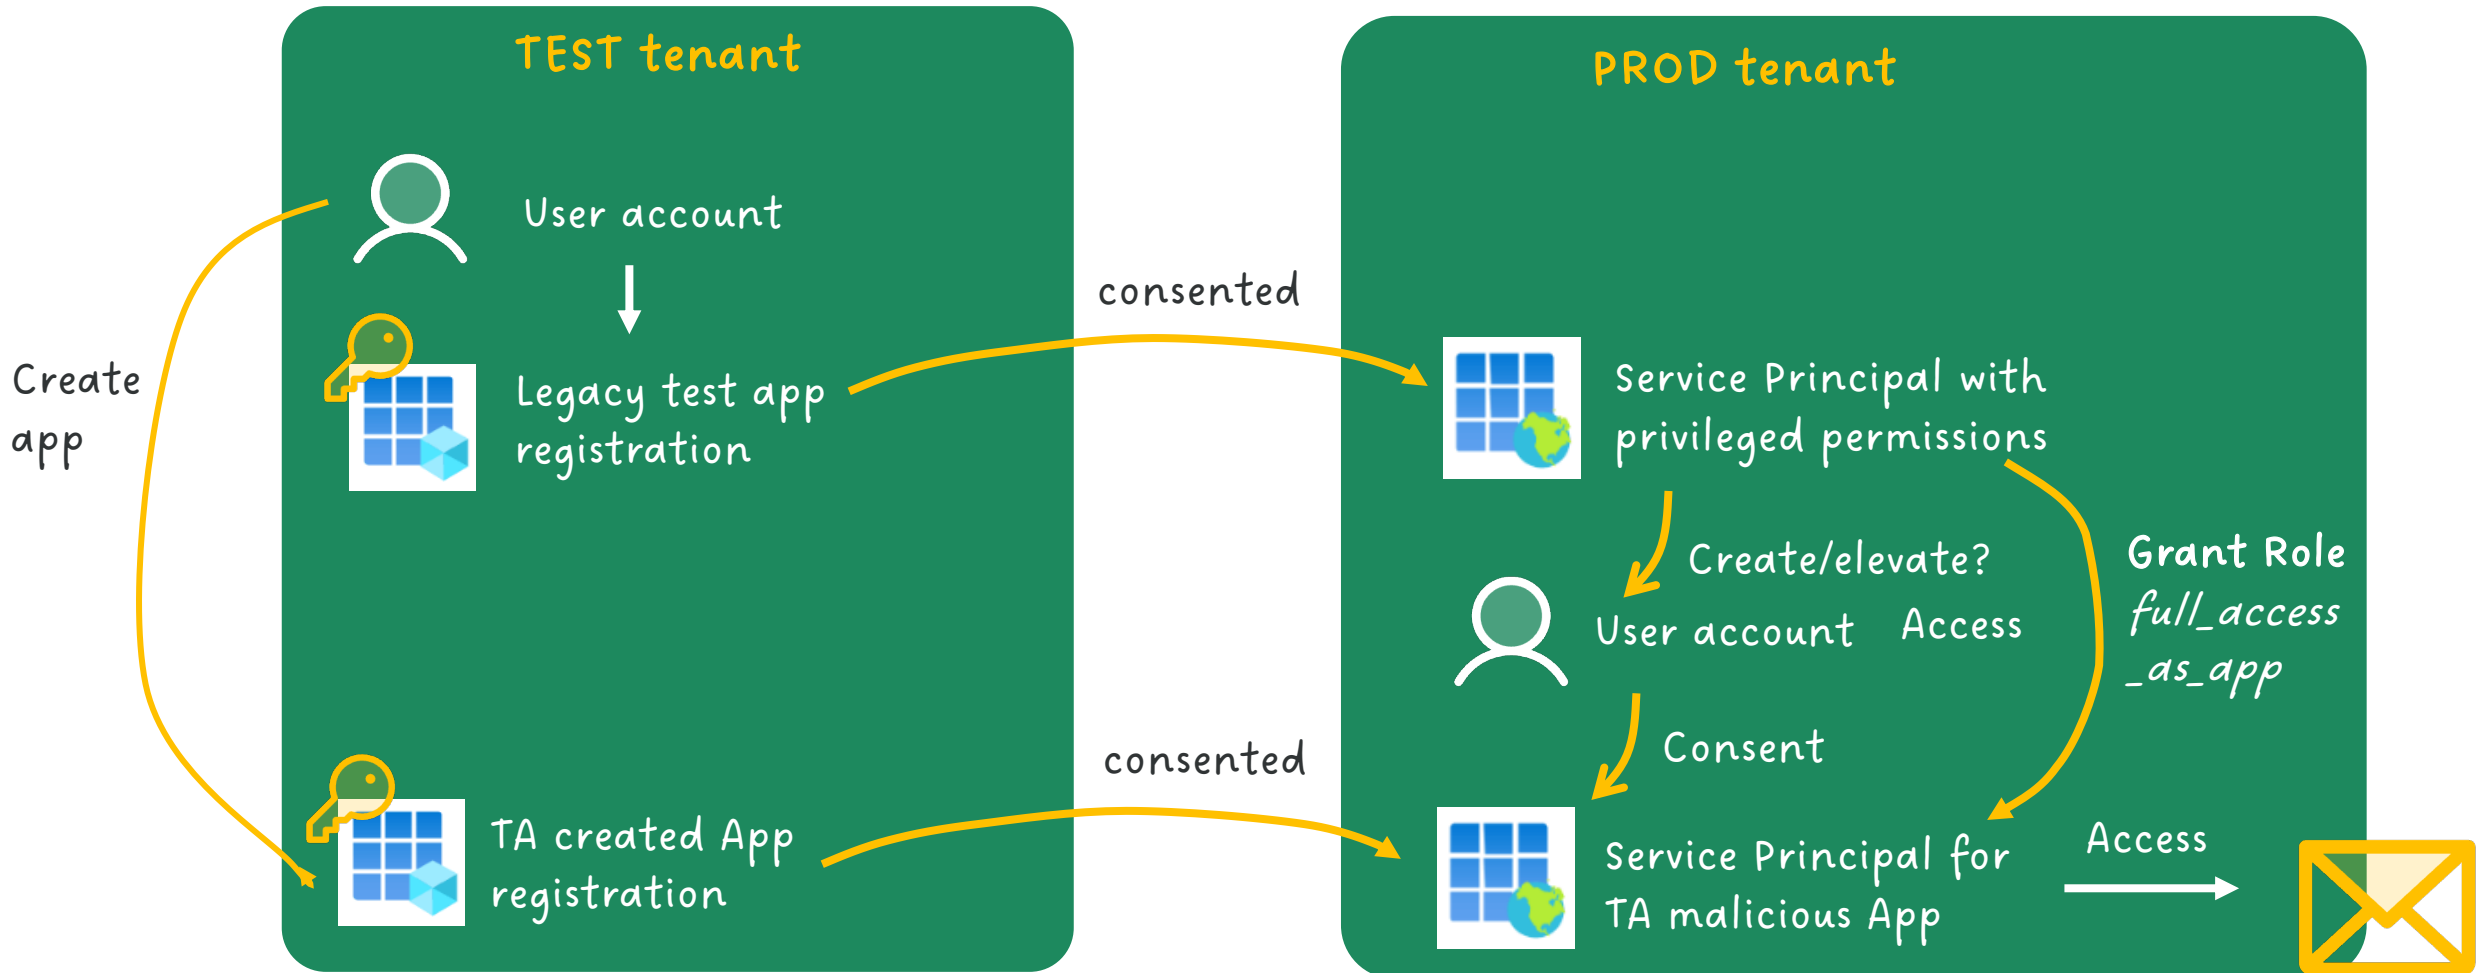 TEST tenant
User account
Create
app
Legacy test app
registration
TA created App
registration
consented
consented
PROD tenant
Service Principal with
privileged permissions
Create/elevate?
User account
Access
Grant Role
full_access
_as_app
Consent
Service Principal for
TA malicious App
Access